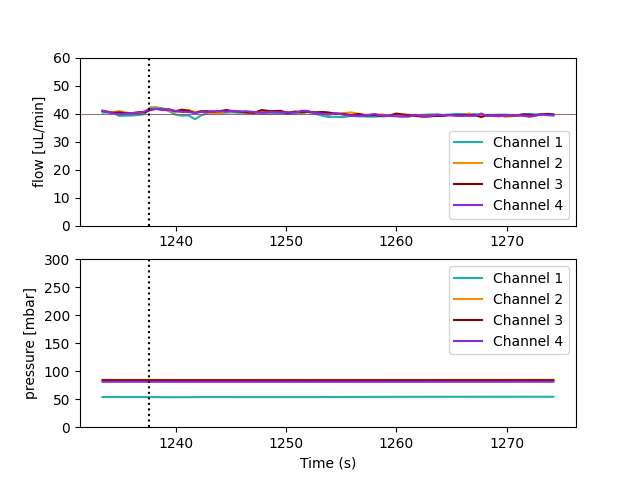 60
50
40
30
20
10
0
flow [uL/min]
Channel 1
Channel 2
Channel 3
Channel 4
1240
1250
1260
1270
300
250
200
150
100
50
0
pressure [mbar]
Channel 1
Channel 2
Channel 3
Channel 4
1240
1250
1260
1270
Time (s)